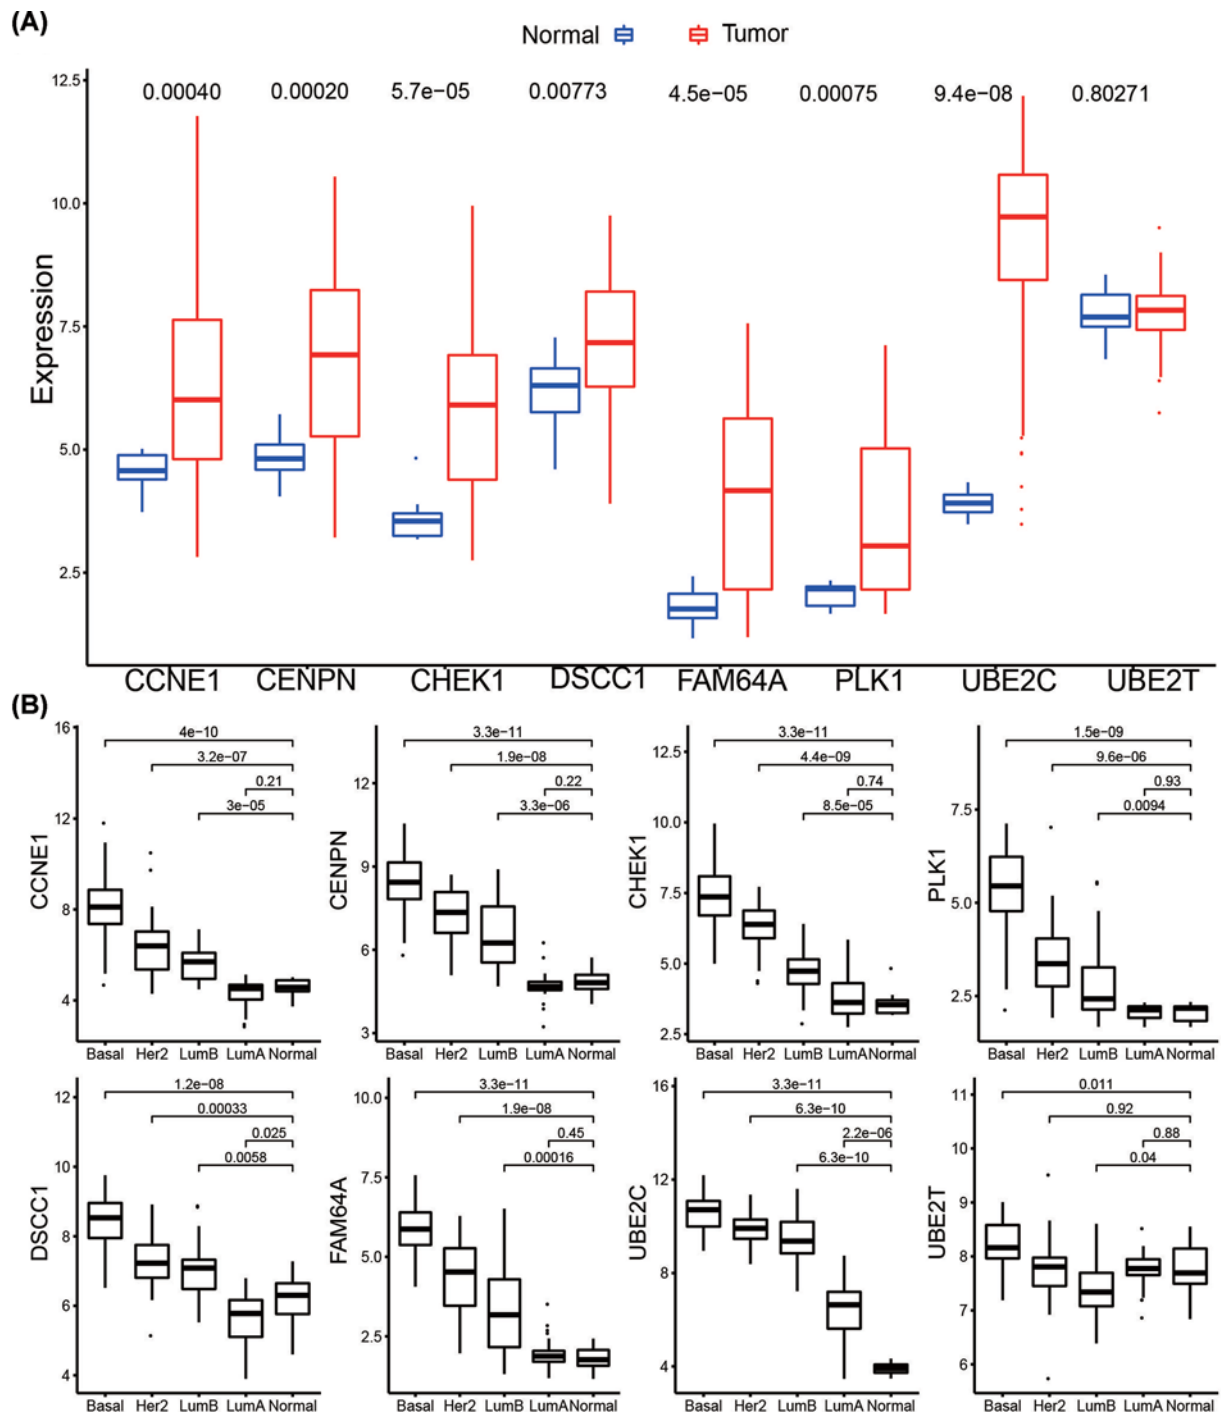 (A)
Normal Tumor
12.5
0.00040 0.00020 5.7e−05 0.00773 4.5e−05 0.00075 9.4e−08 0.80271
10.0
Expression
7.5
5.0
2.5
CCNE1 CENPN CHEK1 DSCC1 FAM64A PLK1 UBE2C UBE2T
(B)
CCNE1
16
12
8
4
4e−10
3.2e−07
0.21
3e−05
Basal Her2 LumB LumA Normal
CENPN
12
9
6
3
3.3e−11
1.9e−08
0.22
3.3e−06
Basal Her2 LumB LumA Normal
CHEK1
12.5
10.0
7.5
5.0
2.5
3.3e−11
4.4e−09
0.74
8.5e−05
Basal Her2 LumB LumA Normal
PLK1
7.5
5.0
2.5
1.5e−09
9.6e−06
0.93
0.0094
Basal Her2 LumB LumA Normal
DSCC1
12
10
8
6
4
1.2e−08
0.00033
0.025
0.0058
Basal Her2 LumB LumA Normal
FAM64A
10.0
7.5
5.0
2.5
3.3e−11
1.9e−08
0.45
0.00016
Basal Her2 LumB LumA Normal
UBE2C
16
12
8
4
3.3e−11
6.3e−10
2.2e−06
6.3e−10
Basal Her2 LumB LumA Normal
UBE2T
11
10
9
8
7
6
0.011
0.92
0.88
0.04
Basal Her2 LumB LumA Normal